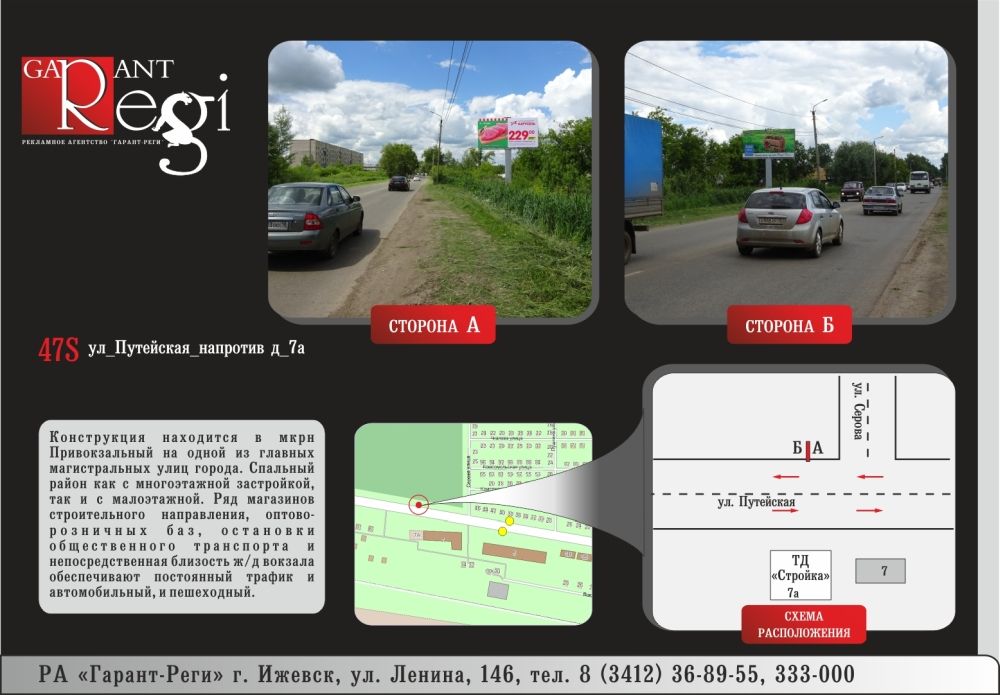 GARANT
Regi
РЕКЛАМНОЕ АГЕНТСТВО "ГАРАНТ-РЕГИ"
229
СТОРОНА А
СТОРОНА Б
47S ул_Путейская_напротив д_7а
Конструкция находится в мкрн
Привокзальный на одной из главных
магистральных улиц города. Спальный
район как с многоэтажной застройкой,
так и с малоэтажной. Ряд магазинов
строительного направления, оптово-
розничных баз, остановки
общественного транспорта и
непосредственная близость ж/д вокзала
обеспечивают постоянный трафик и
автомобильный, и пешеходный.
ул. Серова
Б А
ул. Путейская
ТД
«Стройка»
7а
7
СХЕМА
РАСПОЛОЖЕНИЯ
РА «Гарант-Реги» г. Ижевск, ул. Ленина, 146, тел. 8 (3412) 36-89-55, 333-000